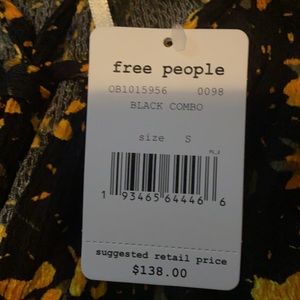 free people
OB1015956 0098
BLACK COMBO
size S
1 93465 64446 6
suggested retail price
$138.00